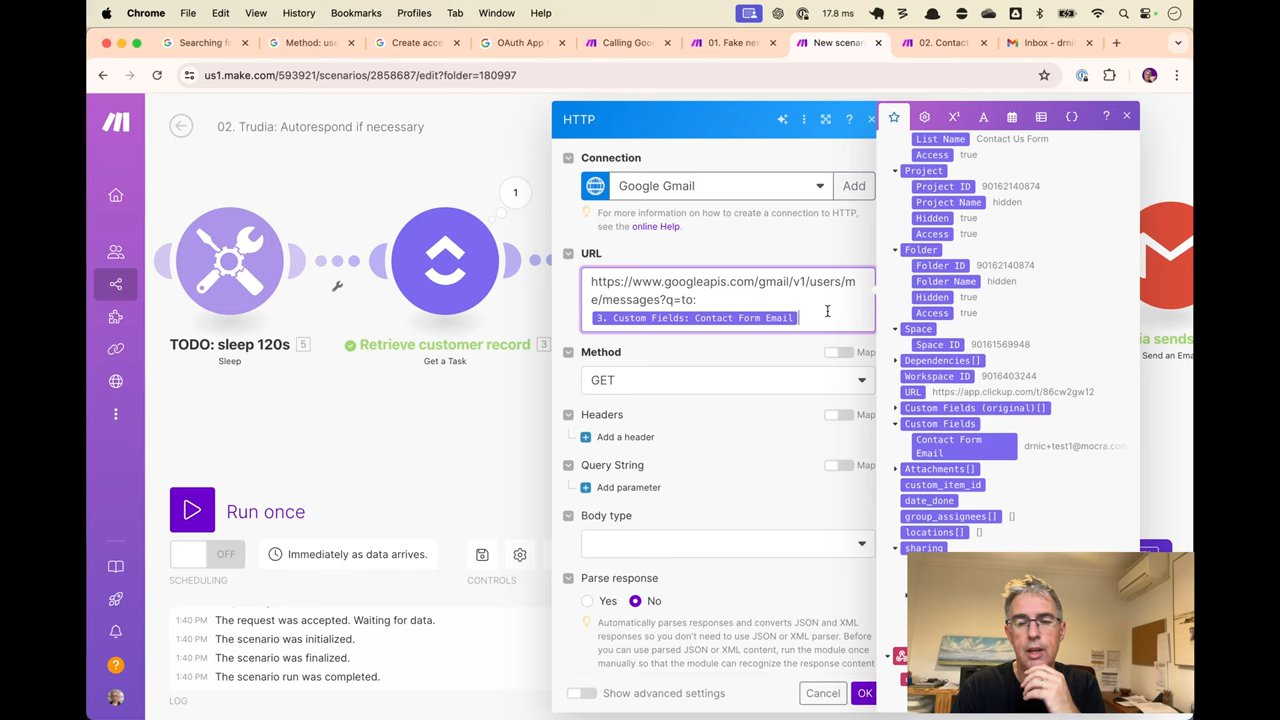 Chrome File Edit View History Bookmarks Profiles Tab Window Help 17.8 ms
Searching fo
Method: use
Create acce
OAuth App V
Calling Goo
01. Fake new
New scenar
02. Contact
Inbox - drni
us1.make.com/593921/scenarios/2858687/edit?folder=180997
02. Trudia: Autorespond if necessary
1
TODO: sleep 120s 5
Sleep
Retrieve customer record 3
Get a Task
Run once
OFF
Immediately as data arrives.
SCHEDULING
CONTROLS
1:40 PM The request was accepted. Waiting for data.
1:40 PM The scenario was initialized.
1:40 PM The scenario was finalized.
1:40 PM The scenario run was completed.
LOG
HTTP
Connection
Google Gmail
Add
For more information on how to create a connection to HTTP,
see the online Help.
URL
https://www.googleapis.com/gmail/v1/users/m
e/messages?q=to:
3. Custom Fields: Contact Form Email
Method
Map
GET
Headers
Map
Add a header
Query String
Map
Add parameter
Body type
Parse response
Yes
No
Automatically parses responses and converts JSON and XML
responses so you don't need to use JSON or XML parser. Before
you can use parsed JSON or XML content, run the module once
manually so that the module can recognize the response content
Show advanced settings
Cancel
OK
List Name Contact Us Form
Access true
Project
Project ID 90162140874
Project Name hidden
Hidden true
Access true
Folder
Folder ID 90162140874
Folder Name hidden
Hidden true
Access true
Space
Space ID 90161569948
Dependencies[]
Workspace ID 9016403244
URL https://app.clickup.com/t/86cw2gw12
Custom Fields (original)[]
Custom Fields
Contact Form
Email
drnic+test1@mocra.com
Attachments[]
custom_item_id
date_done
group_assignees[] []
locations[] []
sharing
ia sends
Send an Ema